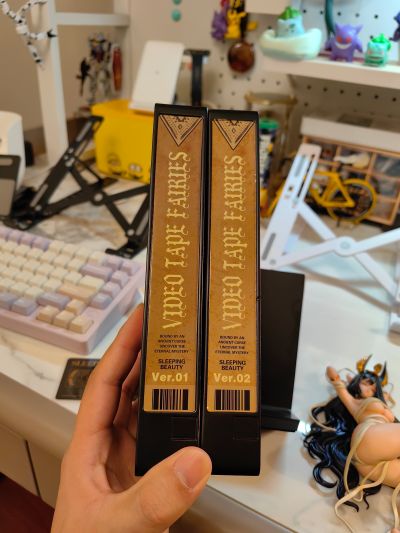 VIDEO TAPE FAIRIES
BOUND BY AN
ANCIENT CURSE
UNCOVER THE
ETERNAL MYSTERY
SLEEPING
BEAUTY
Ver.01
VIDEO TAPE FAIRIES
BOUND BY AN
ANCIENT CURSE
UNCOVER THE
ETERNAL MYSTERY
SLEEPING
BEAUTY
Ver.02